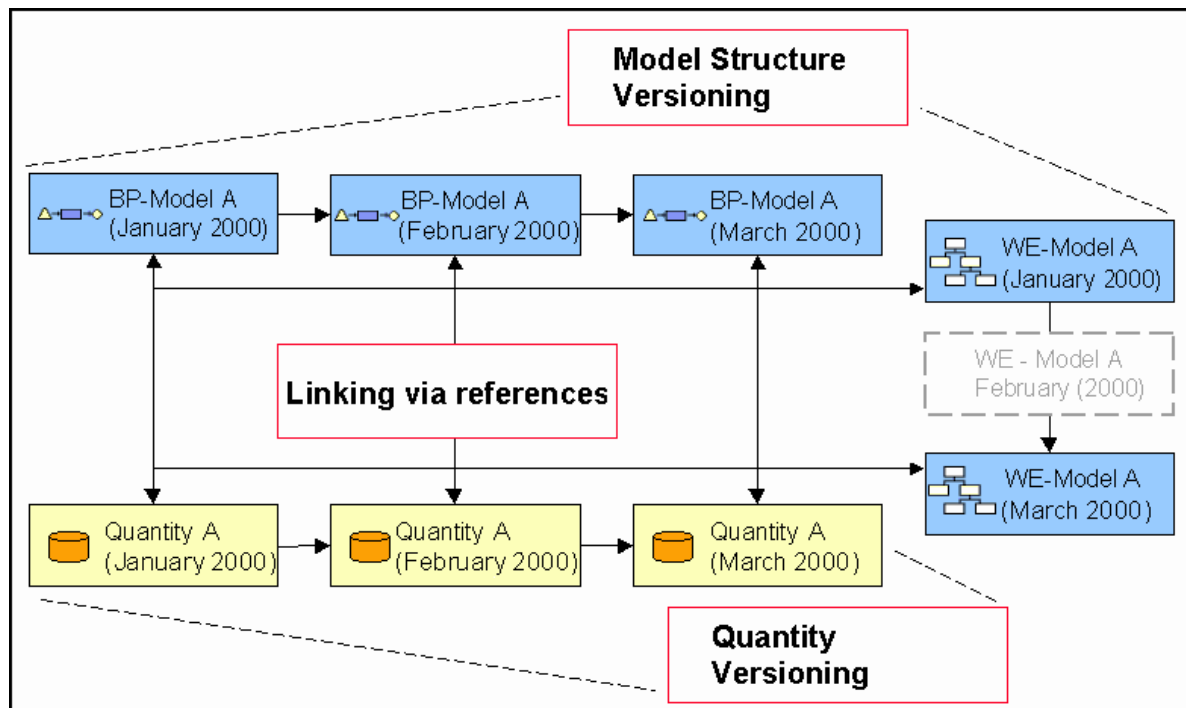 Model Structure
Versioning
BP-Model A
(January 2000)
BP-Model A
(February 2000)
BP-Model A
(March 2000)
WE-Model A
(January 2000)
WE - Model A
February (2000)
Linking via references
WE-Model A
(March 2000)
Quantity A
(January 2000)
Quantity A
(February 2000)
Quantity A
(March 2000)
Quantity
Versioning